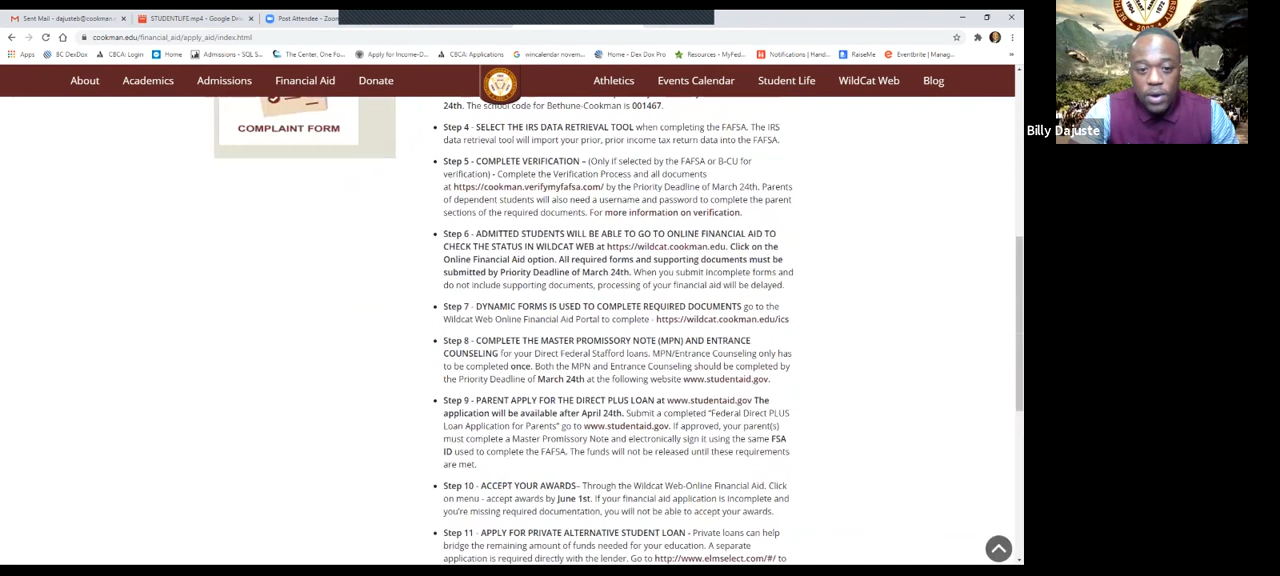 Sent Mail - dajusteb@cookman.e
STUDENTLIFE.mp4 - Google Driv
Post Attendee - Zoom
cookman.edu/financial_aid/apply_aid/index.html
Apps
BC DexDox
CBCA: Login
Home
Admissions - SQL S...
The Center, One Fo...
Apply for Income-D...
CBCA: Applications
wincalendar novem...
Home - Dex Dox Pro
Resources - MyFed...
Notifications | Hand...
RaiseMe
Eventbrite | Manag...
About
Academics
Admissions
Financial Aid
Donate
Athletics
Events Calendar
Student Life
WildCat Web
Blog
COMPLAINT FORM
24th. The school code for Bethune-Cookman is 001467.
Step 4 - SELECT THE IRS DATA RETRIEVAL TOOL when completing the FAFSA. The IRS
data retrieval tool will import your prior, prior income tax return data into the FAFSA.
Step 5 - COMPLETE VERIFICATION – (Only if selected by the FAFSA or B-CU for
verification) - Complete the Verification Process and all documents
at https://cookman.verifymyfafsa.com/ by the Priority Deadline of March 24th. Parents
of dependent students will also need a username and password to complete the parent
sections of the required documents. For more information on verification.
Step 6 - ADMITTED STUDENTS WILL BE ABLE TO GO TO ONLINE FINANCIAL AID TO
CHECK THE STATUS IN WILDCAT WEB at https://wildcat.cookman.edu. Click on the
Online Financial Aid option. All required forms and supporting documents must be
submitted by Priority Deadline of March 24th. When you submit incomplete forms and
do not include supporting documents, processing of your financial aid will be delayed.
Step 7 - DYNAMIC FORMS IS USED TO COMPLETE REQUIRED DOCUMENTS go to the
Wildcat Web Online Financial Aid Portal to complete - https://wildcat.cookman.edu/ics
Step 8 - COMPLETE THE MASTER PROMISSORY NOTE (MPN) AND ENTRANCE
COUNSELING for your Direct Federal Stafford loans. MPN/Entrance Counseling only has
to be completed once. Both the MPN and Entrance Counseling should be completed by
the Priority Deadline of March 24th at the following website www.studentaid.gov.
Step 9 - PARENT APPLY FOR THE DIRECT PLUS LOAN at www.studentaid.gov The
application will be available after April 24th. Submit a completed “Federal Direct PLUS
Loan Application for Parents” go to www.studentaid.gov. If approved, your parent(s)
must complete a Master Promissory Note and electronically sign it using the same FSA
ID used to complete the FAFSA. The funds will not be released until these requirements
are met.
Step 10 - ACCEPT YOUR AWARDS– Through the Wildcat Web-Online Financial Aid. Click
on menu - accept awards by June 1st. If your financial aid application is incomplete and
you’re missing required documentation, you will not be able to accept your awards.
Step 11 - APPLY FOR PRIVATE ALTERNATIVE STUDENT LOAN - Private loans can help
bridge the remaining amount of funds needed for your education. A separate
application is required directly with the lender. Go to http://www.elmselect.com/#/ to
Billy Dajuste